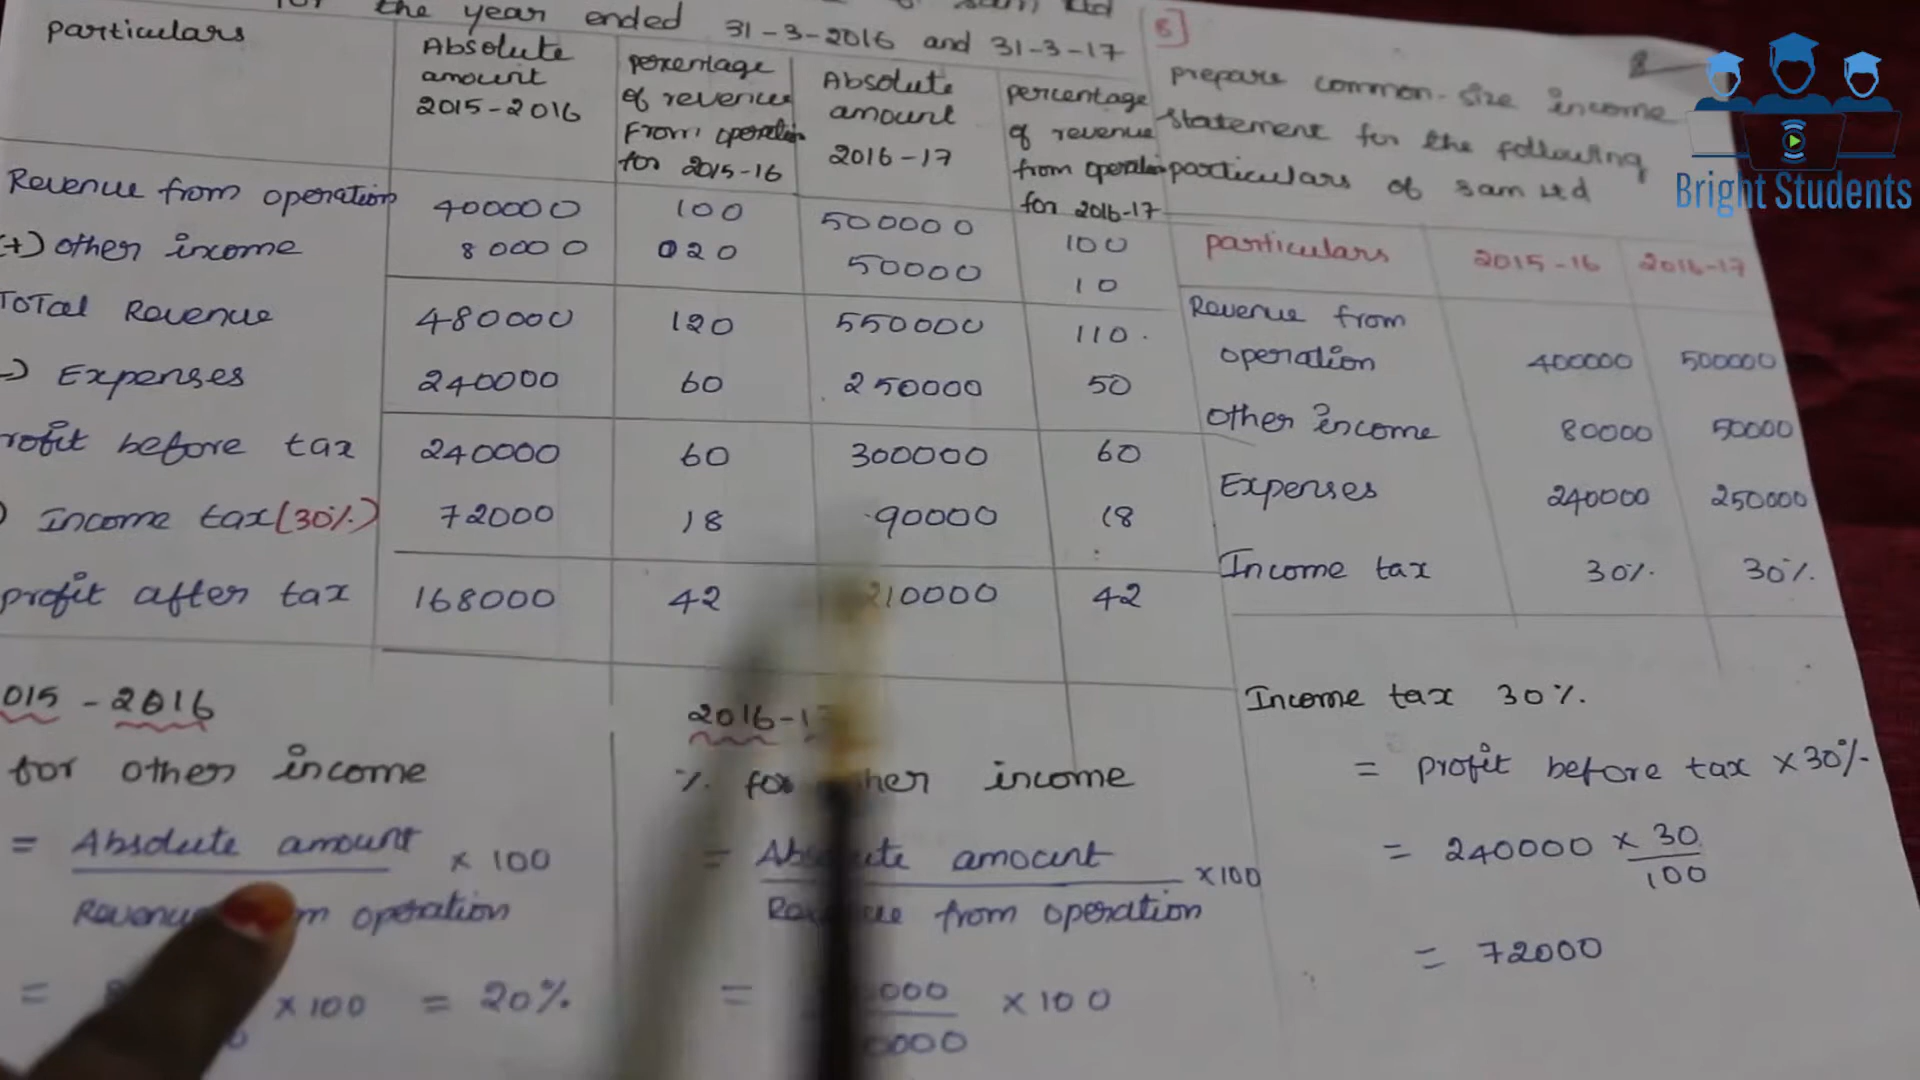 the year ended 31-3-2016 and 31-3-17
particulars
Absolute amount 2015-2016
percentage of revenue From operation for 2015-16
Absolute amount 2016-17
percentage of revenue from operation for 2016-17
Revenue from operation 400000 100 500000 100
(+) other income 80000 020 50000 10
TOTAL Revenue 480000 120 550000 110
Expenses 240000 60 250000 50
rofit before tax 240000 60 300000 60
Income tax (30%) 72000 18 90000 18
profit after tax 168000 42 210000 42
015 - 2016
for other income
= Absolute amount × 100
operation
× 100 = 20%
2016-1
% for other income
= Absolute amount ×100
Revenue from operation
= × 100
[8]
prepare common-size income
statement for the following
particulars of sam Ltd
particulars 2015-16 2016-17
Revenue from
operation 400000 500000
other income 80000 50000
Expenses 240000 250000
Income tax 30% 30%
Income tax 30%.
= profit before tax ×30%
= 240000 × 30
100
= 72000
Bright Students